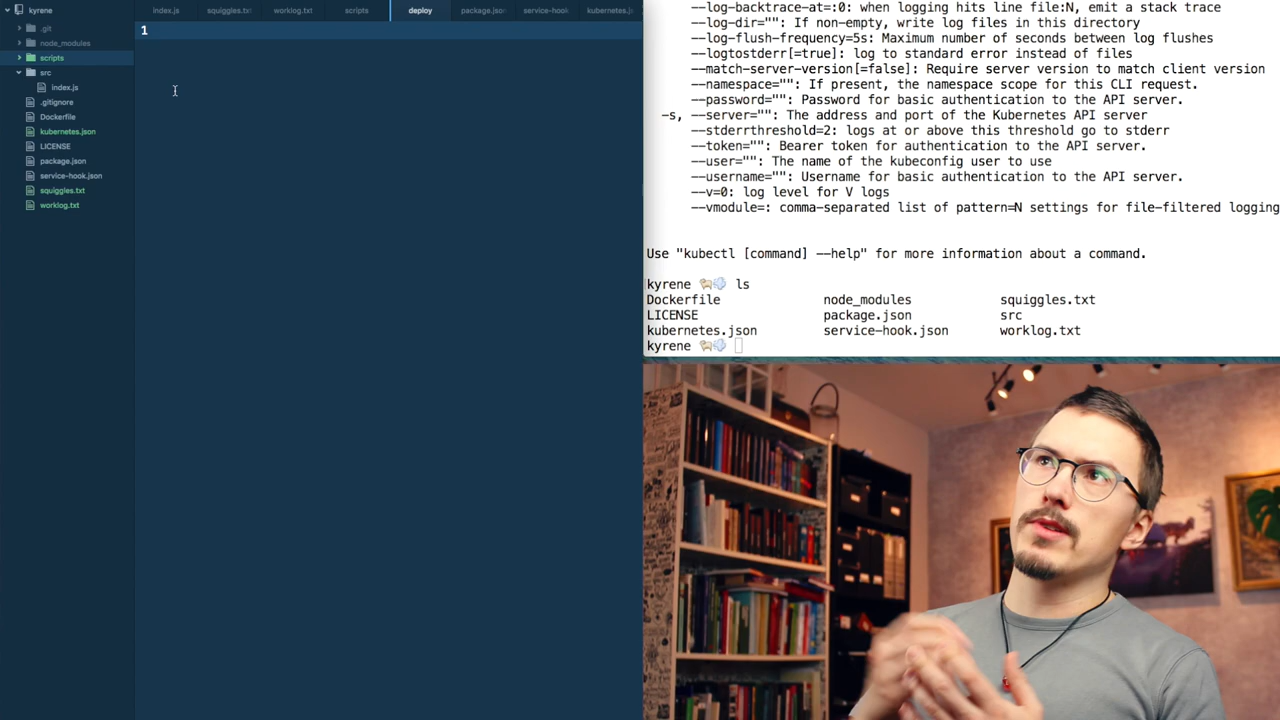 kyrene
.git
node_modules
scripts
src
index.js
.gitignore
Dockerfile
kubernetes.json
LICENSE
package.json
service-hook.json
squiggles.txt
worklog.txt
index.js squiggles.txt worklog.txt scripts deploy package.json service-hook kubernetes.j
1
--log-backtrace-at=:0: when logging hits line file:N, emit a stack trace
--log-dir="": If non-empty, write log files in this directory
--log-flush-frequency=5s: Maximum number of seconds between log flushes
--logtostderr[=true]: log to standard error instead of files
--match-server-version[=false]: Require server version to match client version
--namespace="": If present, the namespace scope for this CLI request.
--password="": Password for basic authentication to the API server.
-s, --server="": The address and port of the Kubernetes API server
--stderrthreshold=2: logs at or above this threshold go to stderr
--token="": Bearer token for authentication to the API server.
--user="": The name of the kubeconfig user to use
--username="": Username for basic authentication to the API server.
--v=0: log level for V logs
--vmodule=: comma-separated list of pattern=N settings for file-filtered logging
Use "kubectl [command] --help" for more information about a command.
kyrene 🐑💨 ls
Dockerfile node_modules squiggles.txt
LICENSE package.json src
kubernetes.json service-hook.json worklog.txt
kyrene 🐑💨